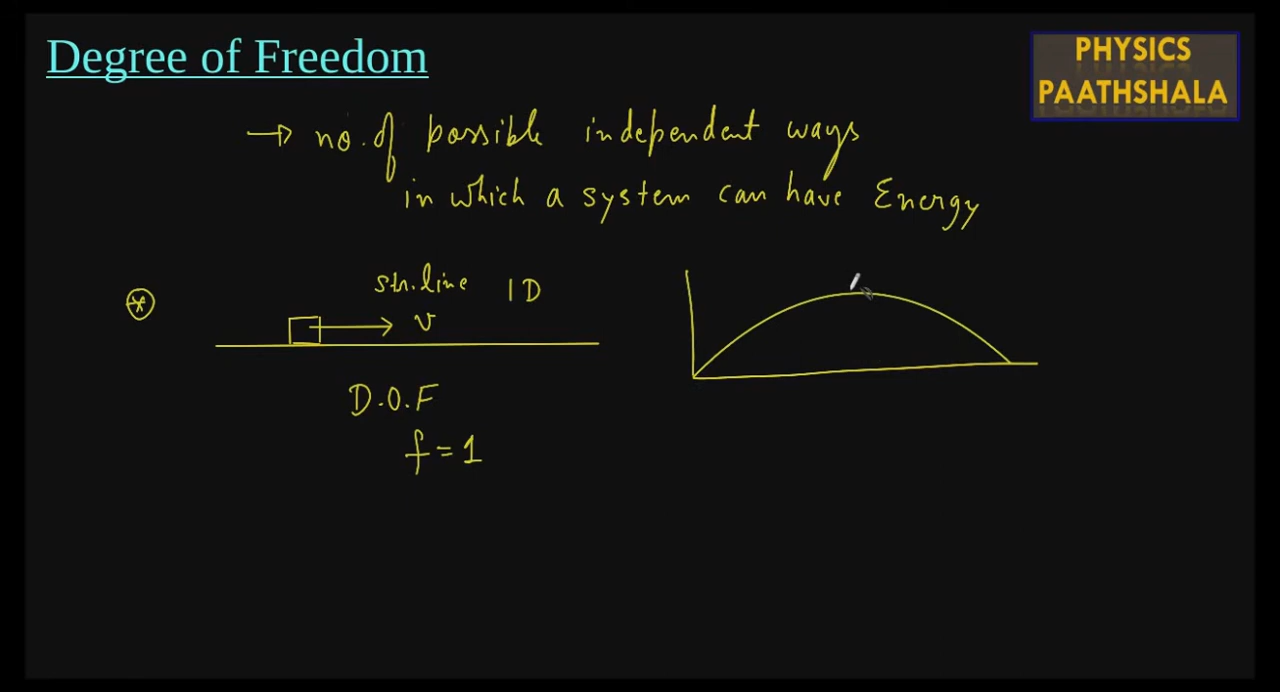 Degree of Freedom
PHYSICS
PAATHSHALA
→ no. of possible independent ways
in which a system can have Energy
* str. line 1D
v
D.O.F
f = 1